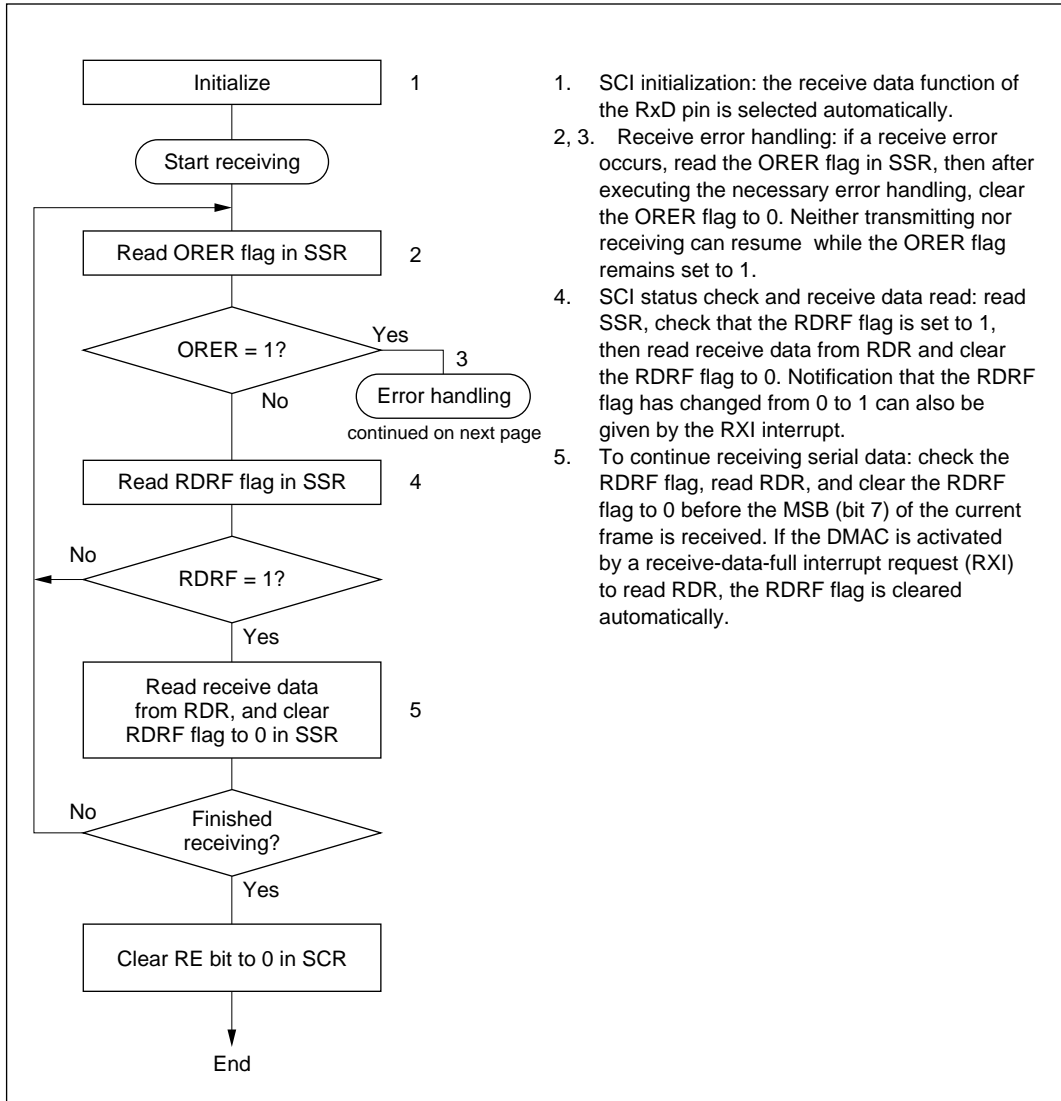 Initialize
1
Start receiving
Read ORER flag in SSR
2
ORER = 1?
Yes
3
No
Error handling
continued on next page
Read RDRF flag in SSR
4
No
RDRF = 1?
Yes
Read receive data
from RDR, and clear
RDRF flag to 0 in SSR
5
No
Finished
receiving?
Yes
Clear RE bit to 0 in SCR
End
1. SCI initialization: the receive data function of
the RxD pin is selected automatically.
2, 3. Receive error handling: if a receive error
occurs, read the ORER flag in SSR, then after
executing the necessary error handling, clear
the ORER flag to 0. Neither transmitting nor
receiving can resume while the ORER flag
remains set to 1.
4. SCI status check and receive data read: read
SSR, check that the RDRF flag is set to 1,
then read receive data from RDR and clear
the RDRF flag to 0. Notification that the RDRF
flag has changed from 0 to 1 can also be
given by the RXI interrupt.
5. To continue receiving serial data: check the
RDRF flag, read RDR, and clear the RDRF
flag to 0 before the MSB (bit 7) of the current
frame is received. If the DMAC is activated
by a receive-data-full interrupt request (RXI)
to read RDR, the RDRF flag is cleared
automatically.